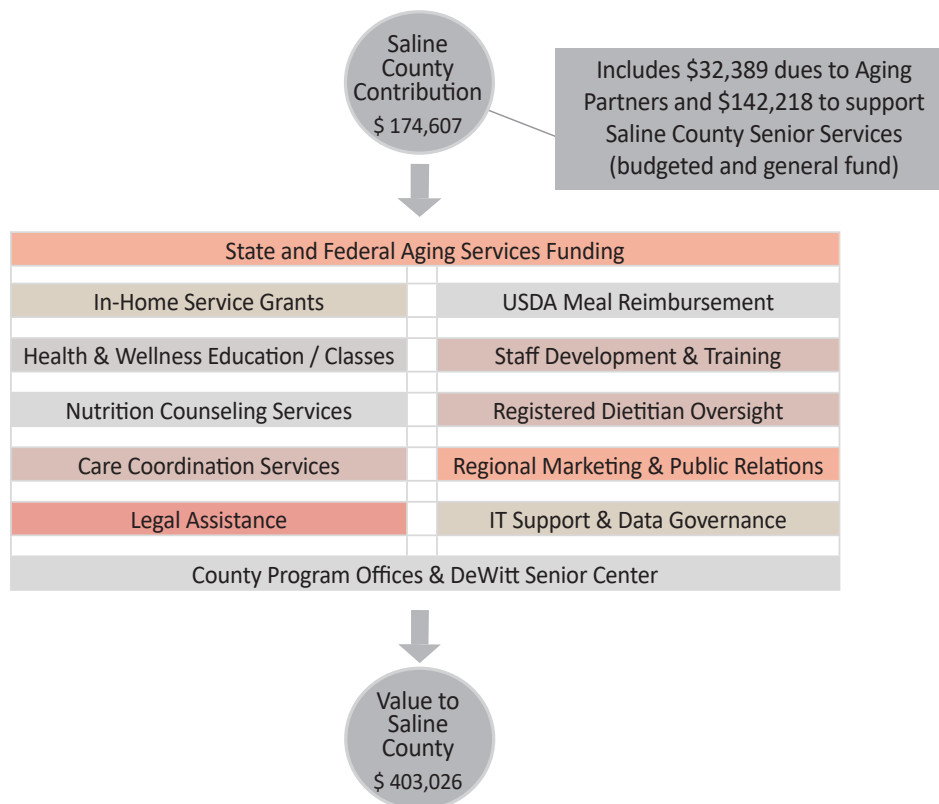 Saline
County
Contribution
$ 174,607
Includes $32,389 dues to Aging
Partners and $142,218 to support
Saline County Senior Services
(budgeted and general fund)
State and Federal Aging Services Funding
In-Home Service Grants
USDA Meal Reimbursement
Health & Wellness Education / Classes
Staff Development & Training
Nutrition Counseling Services
Registered Dietitian Oversight
Care Coordination Services
Regional Marketing & Public Relations
Legal Assistance
IT Support & Data Governance
County Program Offices & DeWitt Senior Center
Value to
Saline
County
$ 403,026